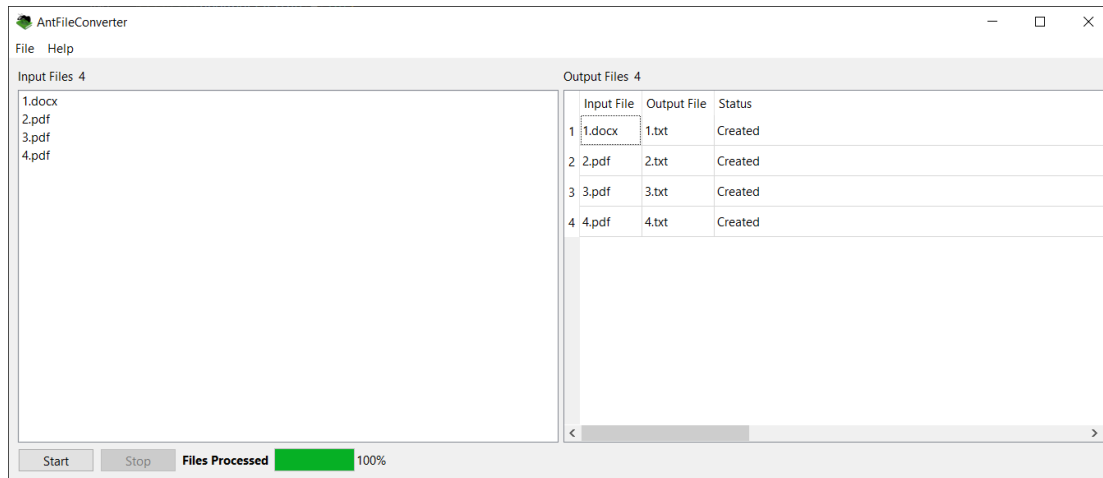 AntFileConverter
File Help
Input Files 4
1.docx
2.pdf
3.pdf
4.pdf
Output Files 4
Input File Output File Status
1 1.docx 1.txt Created
2 2.pdf 2.txt Created
3 3.pdf 3.txt Created
4 4.pdf 4.txt Created
Start Stop Files Processed 100%